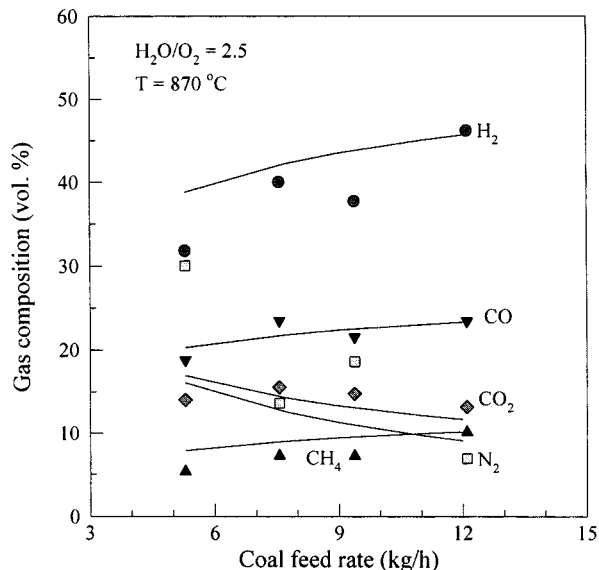 60
50
40
30
20
10
0
Gas composition (vol. %)
H₂O/O₂ = 2.5
T = 870 °C
H₂
CO
CO₂
CH₄
N₂
3 6 9 12 15
Coal feed rate (kg/h)